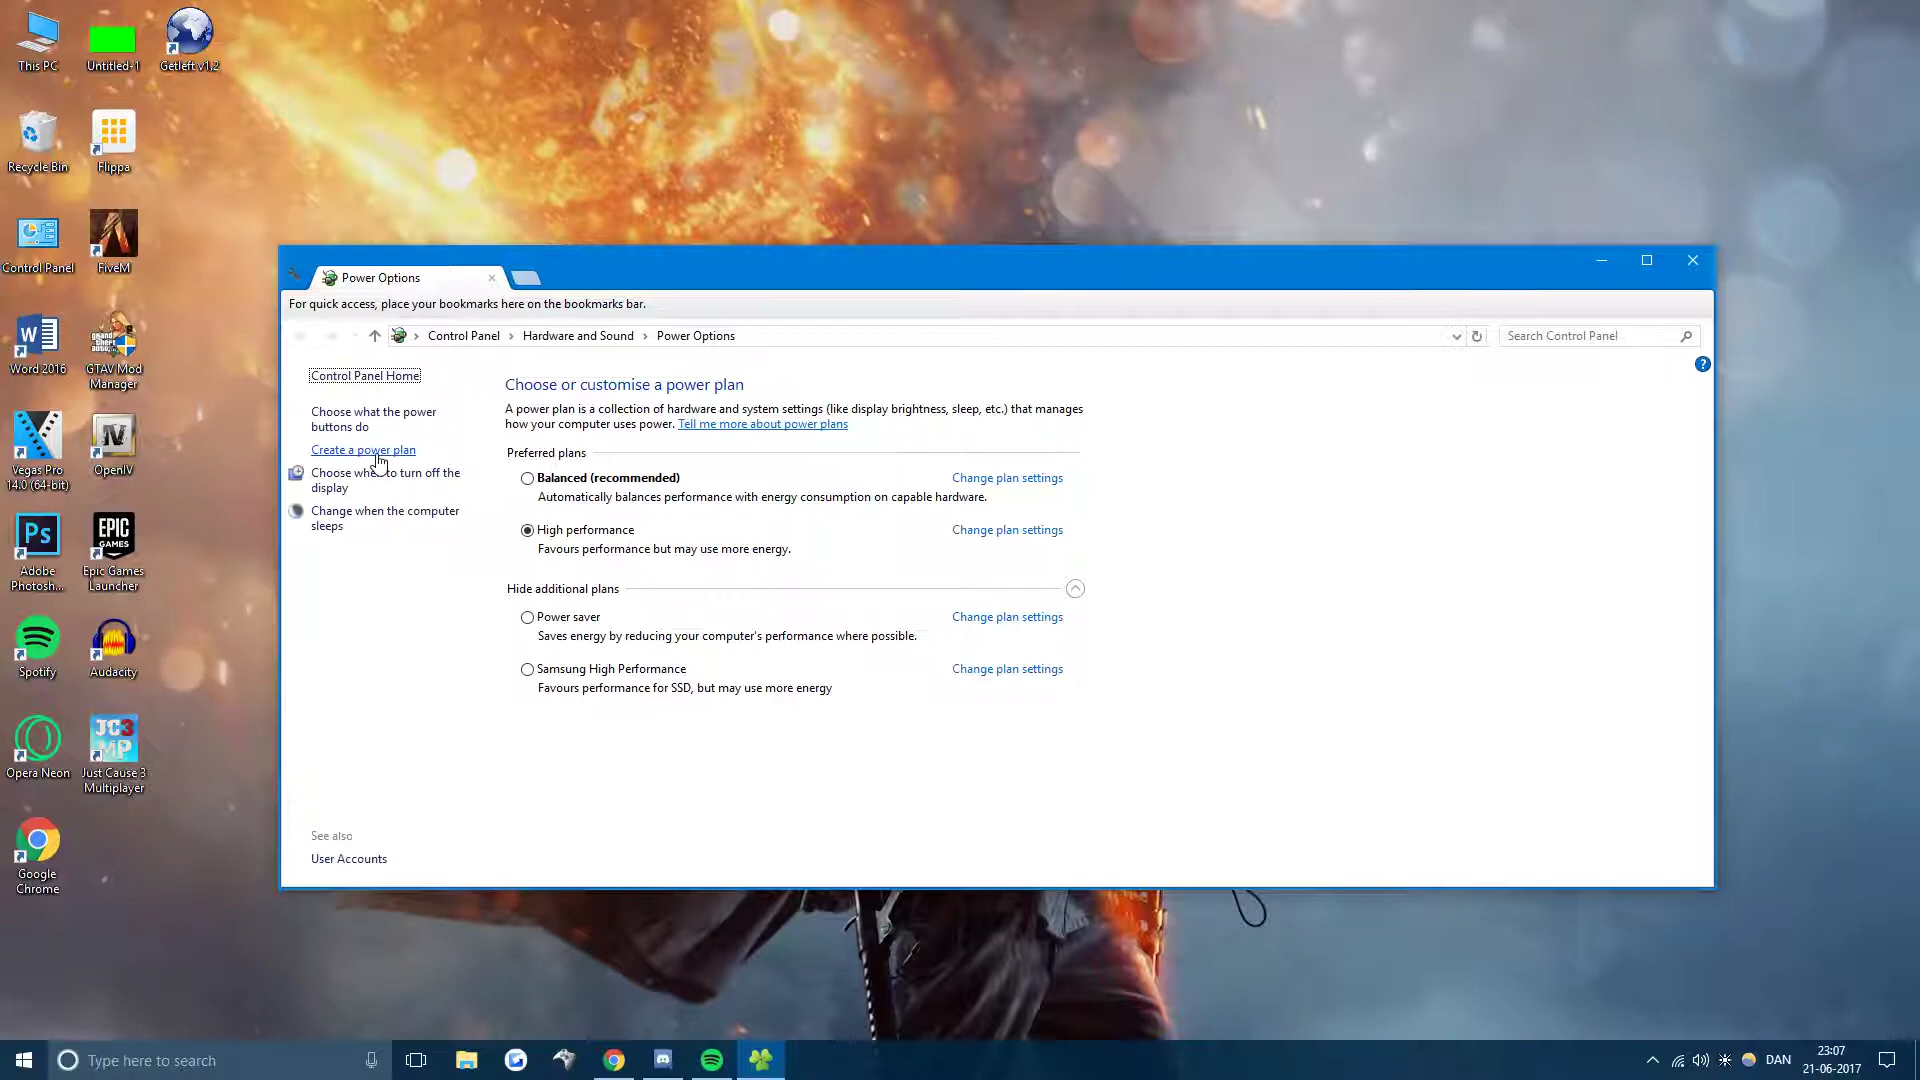 This PC
Untitled-1
Getleft v1.2
Recycle Bin
Flippa
Control Panel
FiveM
Word 2016
GTAV Mod
Manager
Vegas Pro
14.0 (64-bit)
OpenIV
Ps
Adobe
Photosh...
EPIC
GAMES
Epic Games
Launcher
Spotify
Audacity
Opera Neon
JC3
MP
Just Cause 3
Multiplayer
Google
Chrome
Power Options
For quick access, place your bookmarks here on the bookmarks bar.
Control Panel > Hardware and Sound > Power Options
Search Control Panel
Control Panel Home
Choose what the power
buttons do
Create a power plan
Choose when to turn off the
display
Change when the computer
sleeps
See also
User Accounts
Choose or customise a power plan
A power plan is a collection of hardware and system settings (like display brightness, sleep, etc.) that manages
how your computer uses power. Tell me more about power plans
Preferred plans
Balanced (recommended) Change plan settings
Automatically balances performance with energy consumption on capable hardware.
High performance Change plan settings
Favours performance but may use more energy.
Hide additional plans
Power saver Change plan settings
Saves energy by reducing your computer's performance where possible.
Samsung High Performance Change plan settings
Favours performance for SSD, but may use more energy
Type here to search
DAN
23:07
21-06-2017